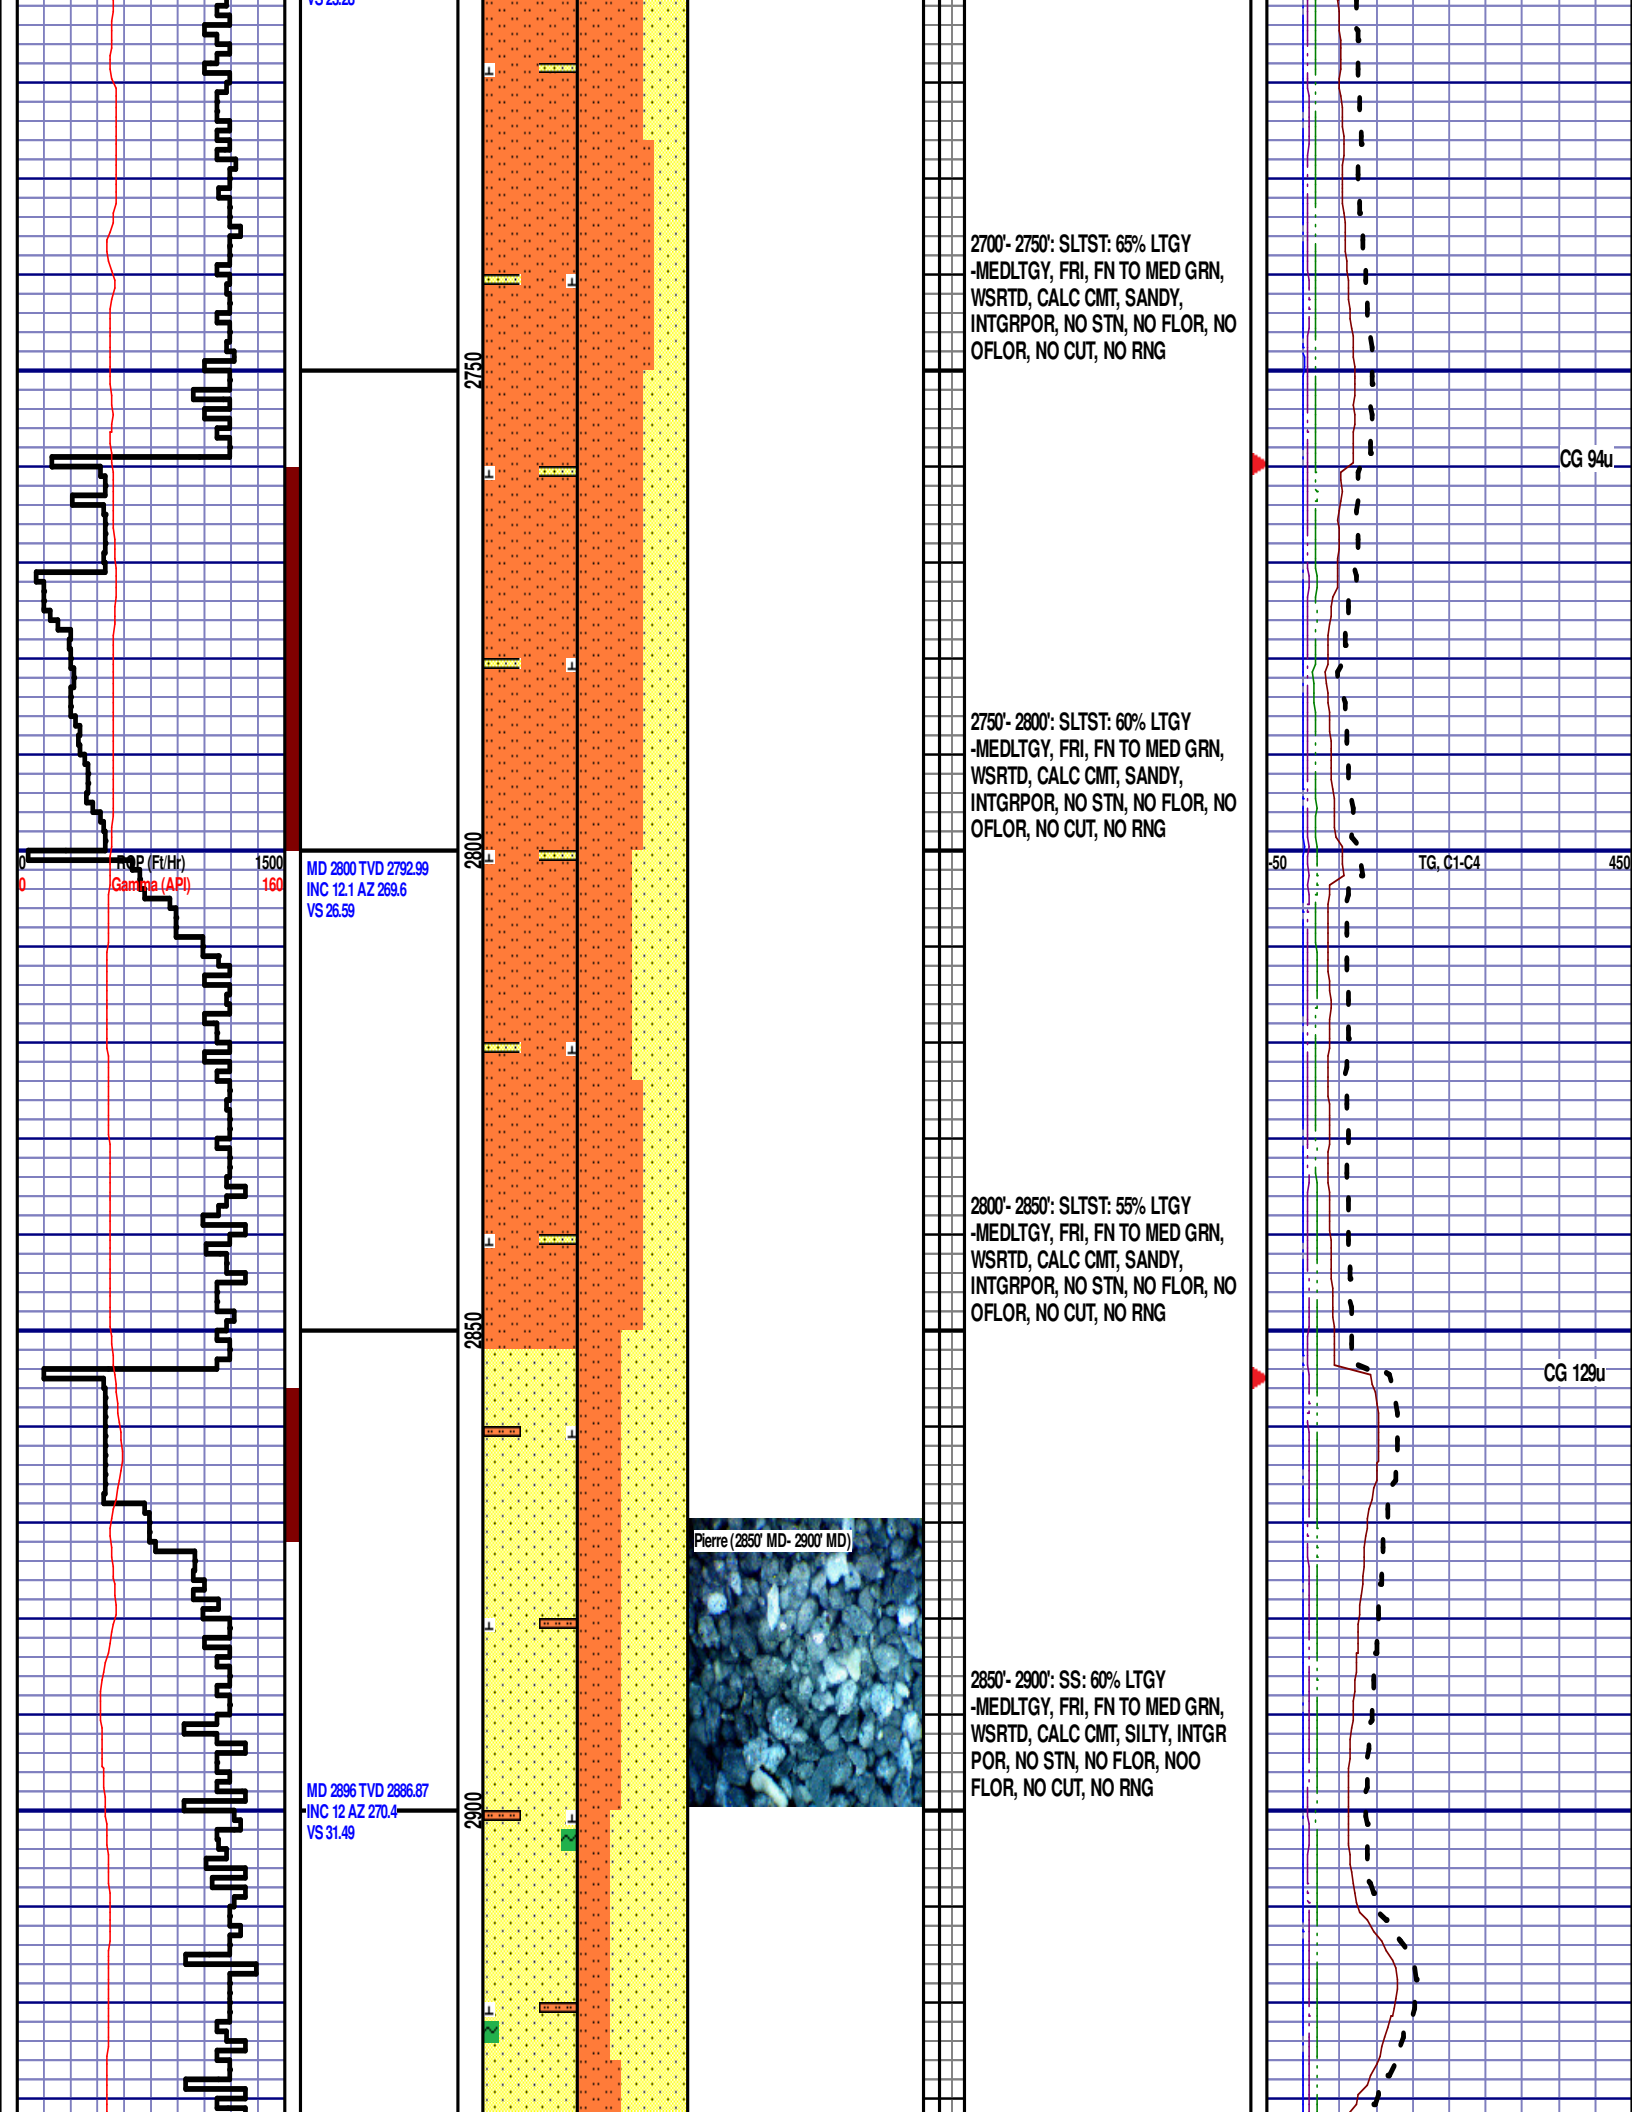 VS 25.28
2700'- 2750': SLTST: 65% LTGY
-MEDLTGY, FRI, FN TO MED GRN,
WSRTD, CALC CMT, SANDY,
INTGRPOR, NO STN, NO FLOR, NO
OFLOR, NO CUT, NO RNG
2750
CG 94u
2750'- 2800': SLTST: 60% LTGY
-MEDLTGY, FRI, FN TO MED GRN,
WSRTD, CALC CMT, SANDY,
INTGRPOR, NO STN, NO FLOR, NO
OFLOR, NO CUT, NO RNG
2800
0 ROP (Ft/Hr) 1500
0 Gamma (API) 160
MD 2800 TVD 2792.99
INC 12.1 AZ 269.6
VS 26.59
-50 TG, C1-C4 450
2800'- 2850': SLTST: 55% LTGY
-MEDLTGY, FRI, FN TO MED GRN,
WSRTD, CALC CMT, SANDY,
INTGRPOR, NO STN, NO FLOR, NO
OFLOR, NO CUT, NO RNG
2850
CG 129u
Pierre (2850' MD- 2900' MD)
2850'- 2900': SS: 60% LTGY
-MEDLTGY, FRI, FN TO MED GRN,
WSRTD, CALC CMT, SILTY, INTGR
POR, NO STN, NO FLOR, NOO
FLOR, NO CUT, NO RNG
MD 2896 TVD 2886.87
INC 12 AZ 270.4
VS 31.49
2900